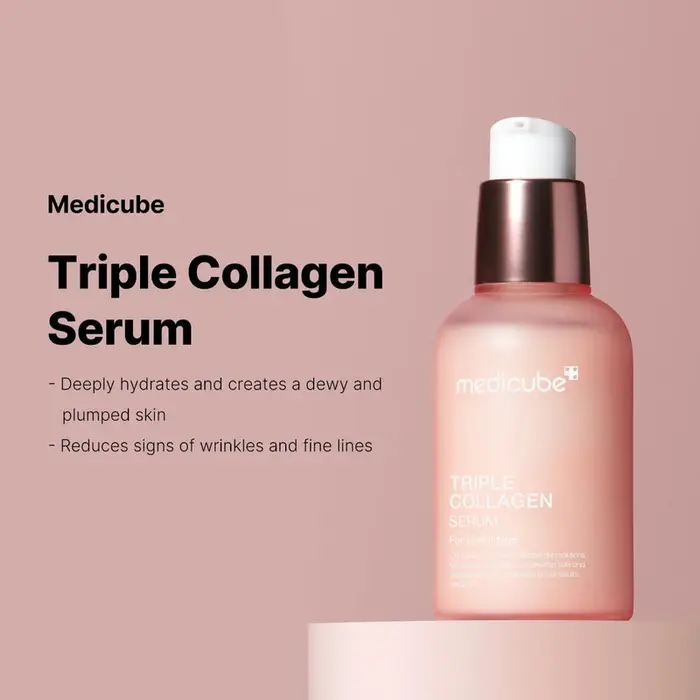 Medicube
Triple Collagen
Serum
- Deeply hydrates and creates a dewy and
plumped skin
- Reduces signs of wrinkles and fine lines
medicube
TRIPLE
COLLAGEN
SERUM